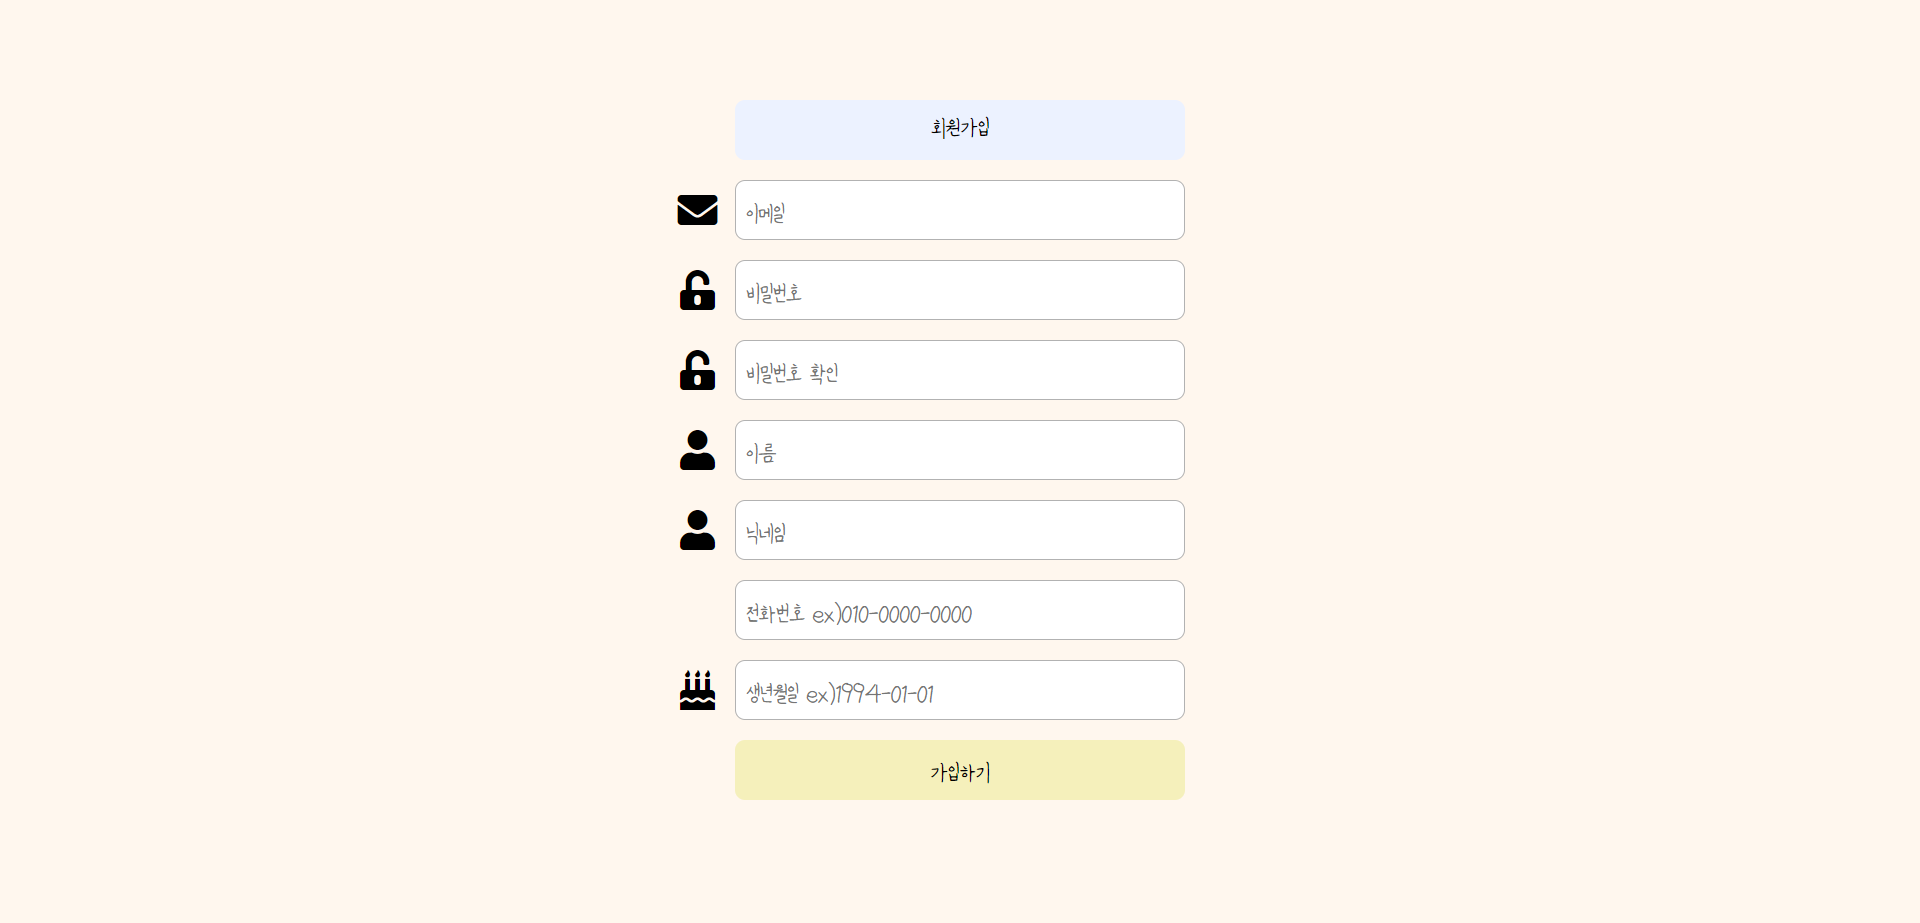 회원가입
이메일
비밀번호
비밀번호 확인
이름
닉네임
전화번호 ex)010-0000-0000
생년월일 ex)1994-01-01
가입하기